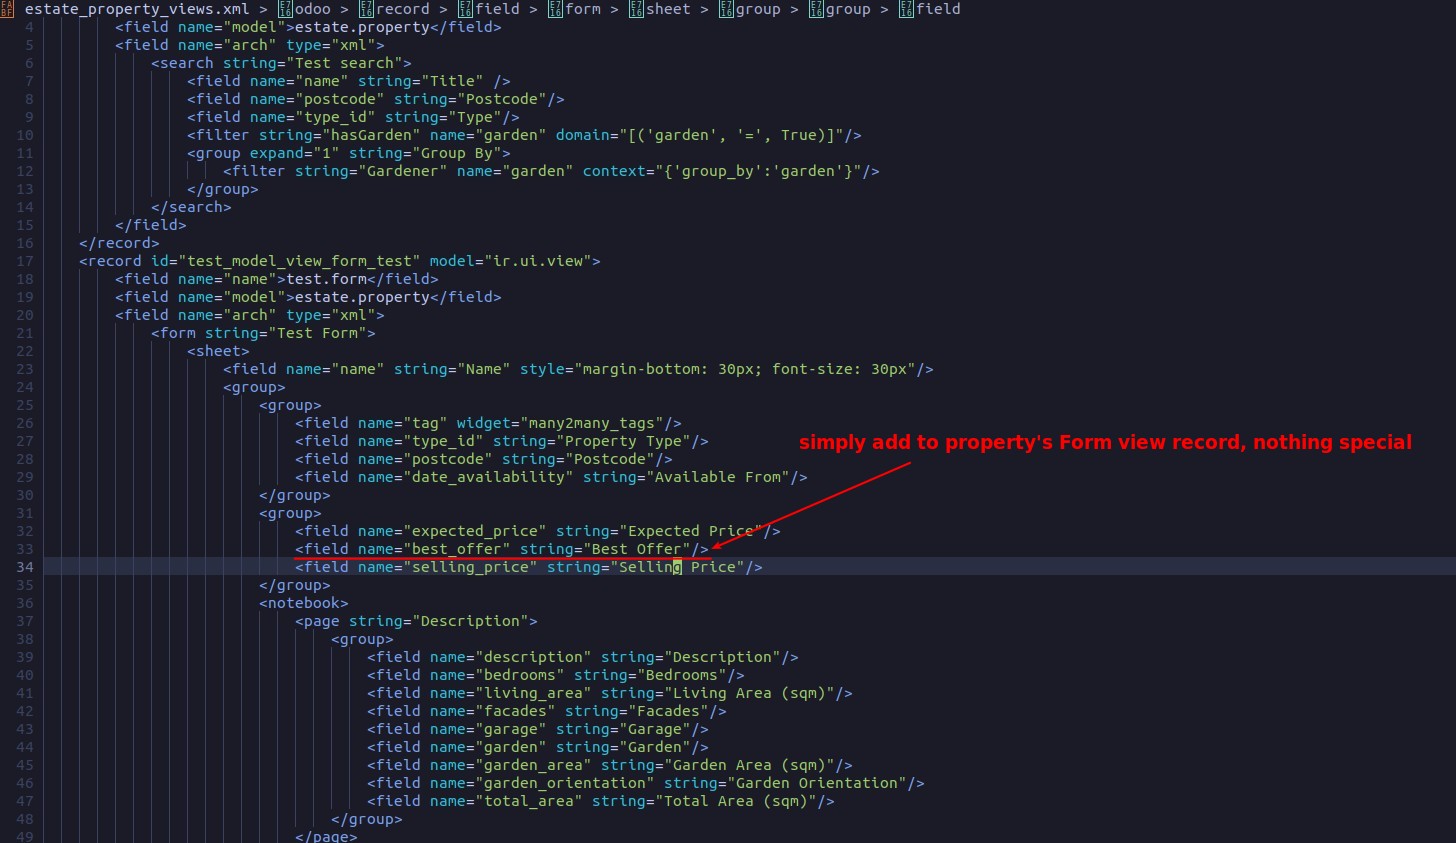 estate_property_views.xml > odoo > record > field > form > sheet > group > group > field
4 <field name="model">estate.property</field>
5 <field name="arch" type="xml">
6 <search string="Test search">
7 <field name="name" string="Title" />
8 <field name="postcode" string="Postcode"/>
9 <field name="type_id" string="Type"/>
10 <filter string="hasGarden" name="garden" domain="[('garden', '=', True)]"/>
11 <group expand="1" string="Group By">
12 <filter string="Gardener" name="garden" context="{'group_by':'garden'}"/>
13 </group>
14 </search>
15 </field>
16 </record>
17 <record id="test_model_view_form_test" model="ir.ui.view">
18 <field name="name">test.form</field>
19 <field name="model">estate.property</field>
20 <field name="arch" type="xml">
21 <form string="Test Form">
22 <sheet>
23 <field name="name" string="Name" style="margin-bottom: 30px; font-size: 30px"/>
24 <group>
25 <group>
26 <field name="tag" widget="many2many_tags"/>
27 <field name="type_id" string="Property Type"/>
simply add to property's Form view record, nothing special
28 <field name="postcode" string="Postcode"/>
29 <field name="date_availability" string="Available From"/>
30 </group>
31 <group>
32 <field name="expected_price" string="Expected Price"/>
33 <field name="best_offer" string="Best Offer"/>
34 <field name="selling_price" string="Selling Price"/>
35 </group>
36 <notebook>
37 <page string="Description">
38 <group>
39 <field name="description" string="Description"/>
40 <field name="bedrooms" string="Bedrooms"/>
41 <field name="living_area" string="Living Area (sqm)"/>
42 <field name="facades" string="Facades"/>
43 <field name="garage" string="Garage"/>
44 <field name="garden" string="Garden"/>
45 <field name="garden_area" string="Garden Area (sqm)"/>
46 <field name="garden_orientation" string="Garden Orientation"/>
47 <field name="total_area" string="Total Area (sqm)"/>
48 </group>
49 </page>